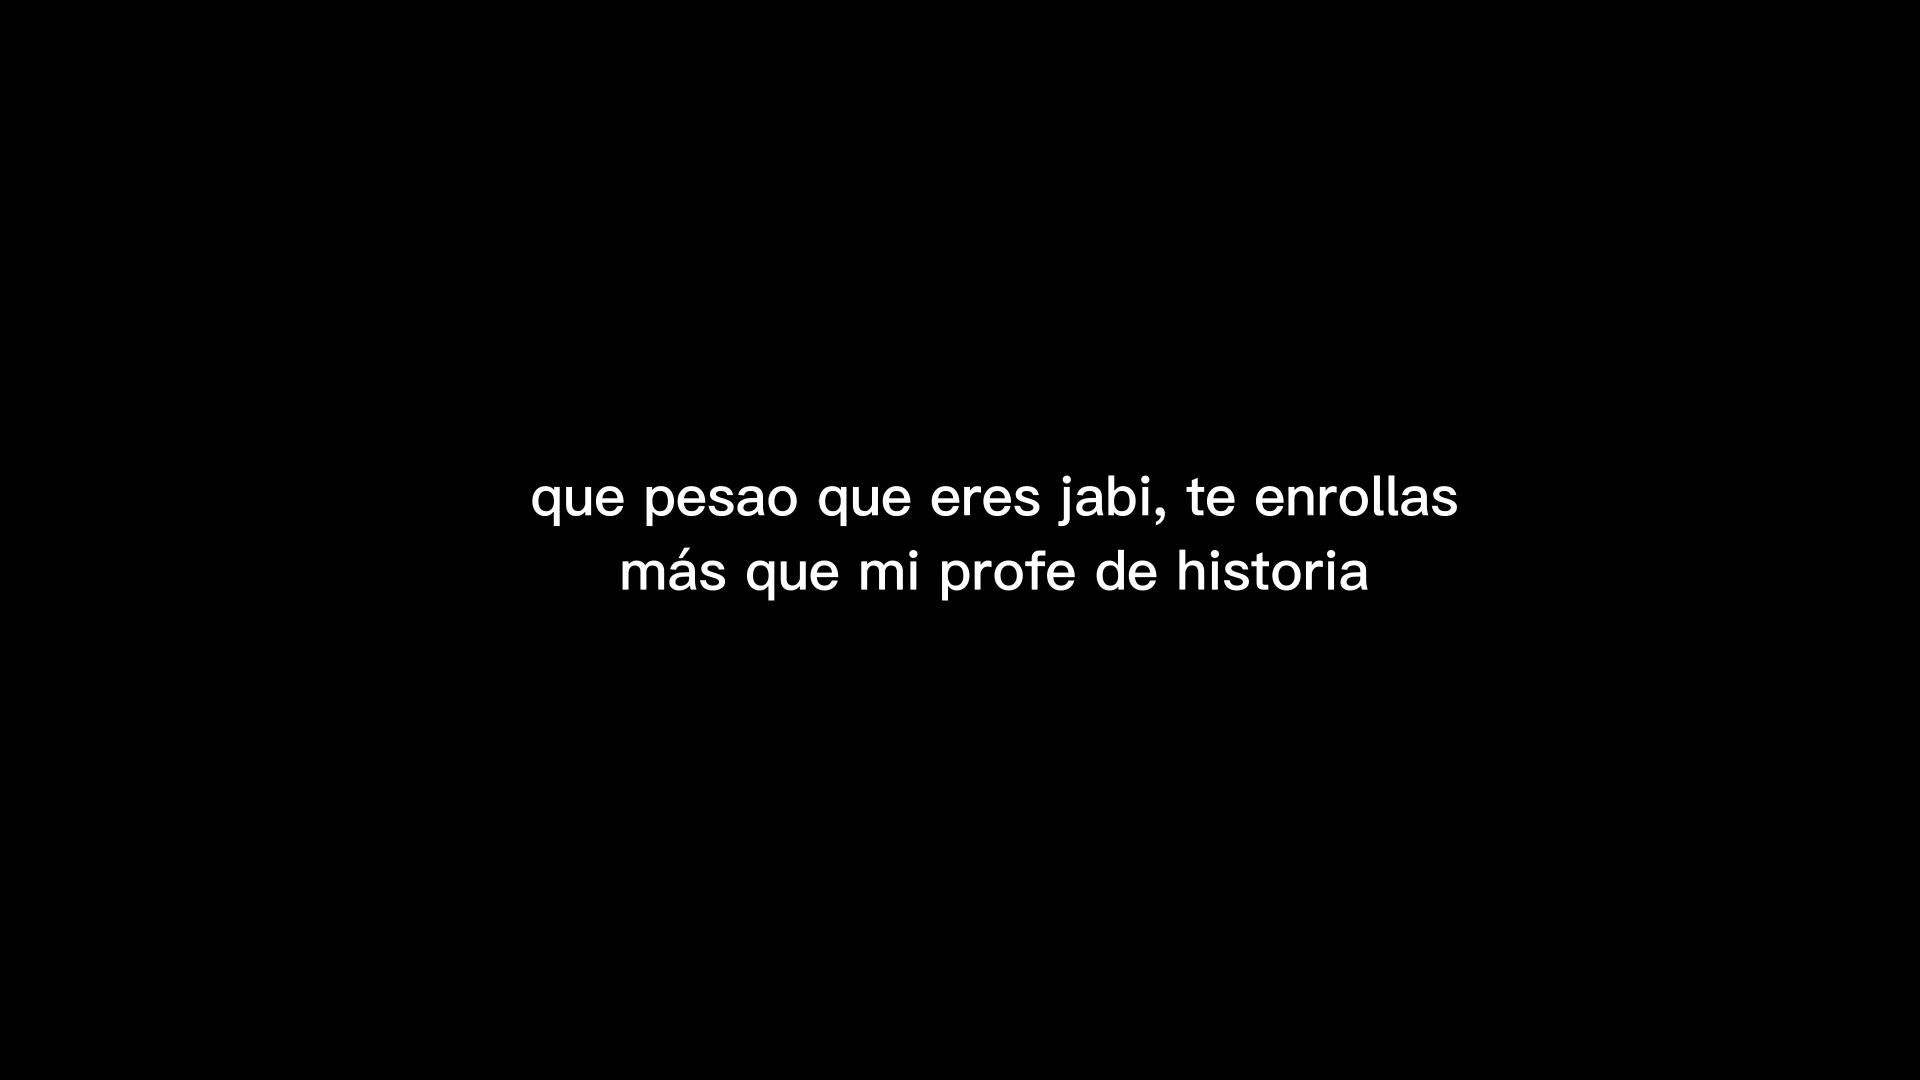 que pesao que eres jabi, te enrollas
más que mi profe de historia